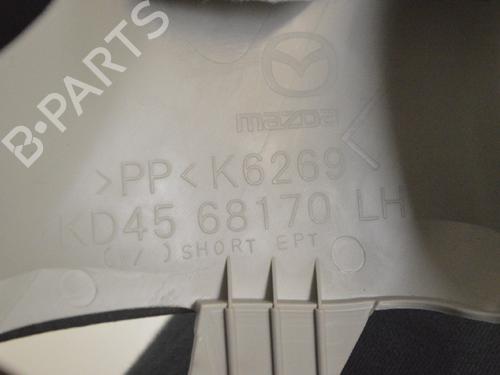 B-PARTS
mazda
>PP< K6269
KD45 68170 LH
( / ) SHORT EPT